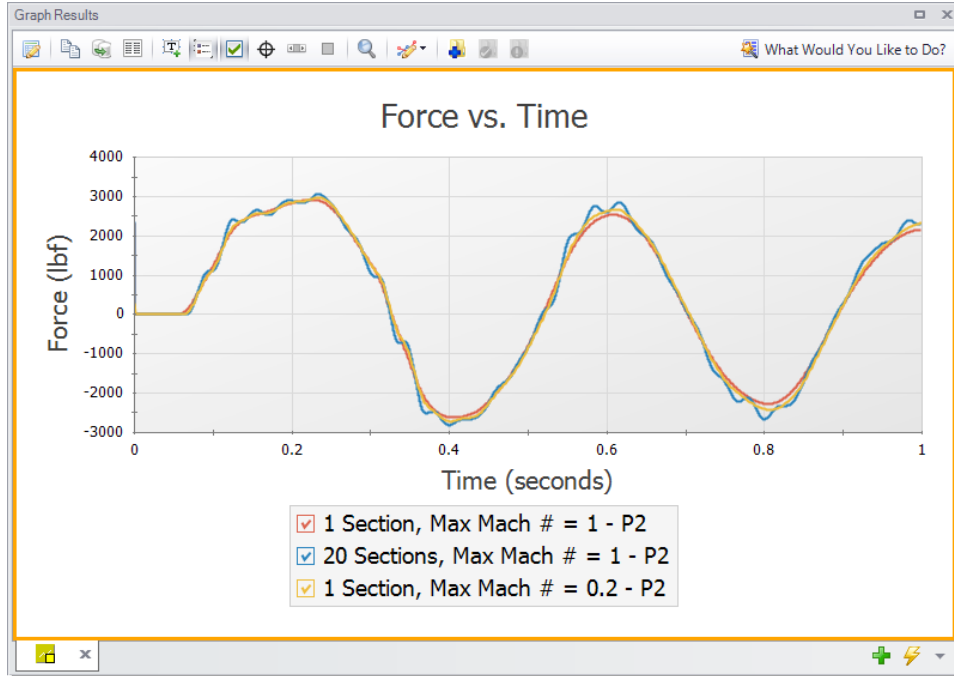 Graph Results
What Would You Like to Do?
Force vs. Time
Force (lbf)
4000
3000
2000
1000
0
-1000
-2000
-3000
0 0.2 0.4 0.6 0.8 1
Time (seconds)
1 Section, Max Mach # = 1 - P2
20 Sections, Max Mach # = 1 - P2
1 Section, Max Mach # = 0.2 - P2